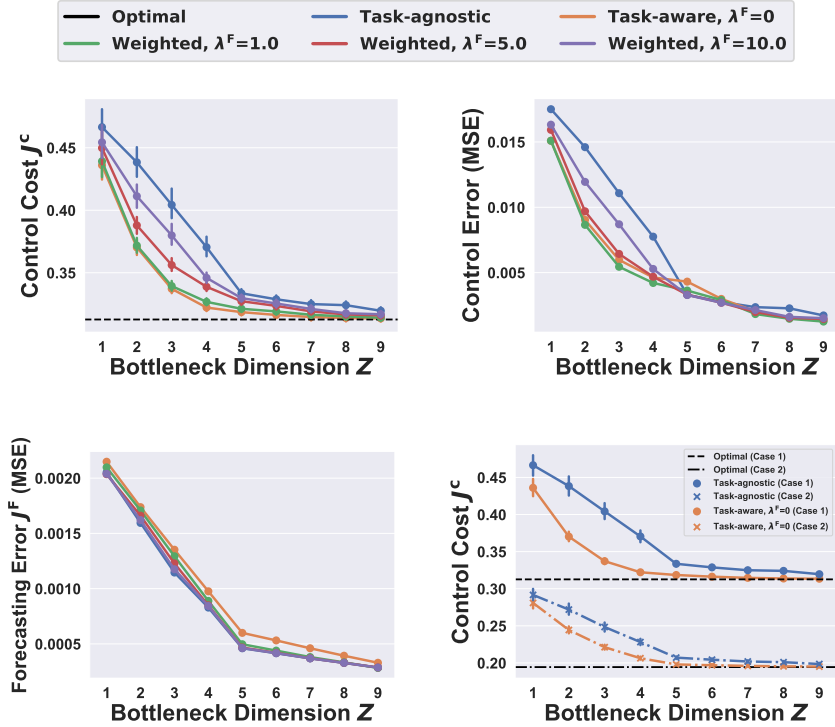 Optimal Task-agnostic Task-aware, λF=0
Weighted, λF=1.0 Weighted, λF=5.0 Weighted, λF=10.0
Control Cost Jc
0.45
0.40
0.35
1 2 3 4 5 6 7 8 9
Bottleneck Dimension Z
Control Error (MSE)
0.015
0.010
0.005
1 2 3 4 5 6 7 8 9
Bottleneck Dimension Z
Forecasting Error JF (MSE)
0.0020
0.0015
0.0010
0.0005
1 2 3 4 5 6 7 8 9
Bottleneck Dimension Z
Control Cost Jc
0.45
0.40
0.35
0.30
0.25
0.20
Optimal (Case 1)
Optimal (Case 2)
Task-agnostic (Case 1)
Task-agnostic (Case 2)
Task-aware, λF=0 (Case 1)
Task-aware, λF=0 (Case 2)
1 2 3 4 5 6 7 8 9
Bottleneck Dimension Z